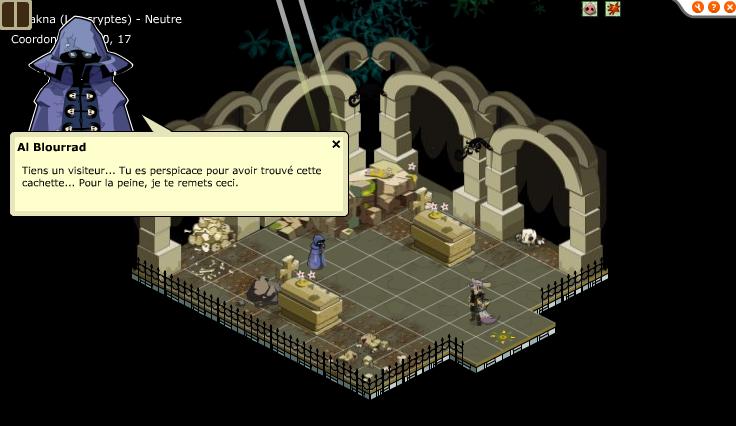 akna (L  cryptes) - Neutre
Coordon  0, 17
Al Blourrad
Tiens un visiteur... Tu es perspicace pour avoir trouvé cette
cachette... Pour la peine, je te remets ceci.